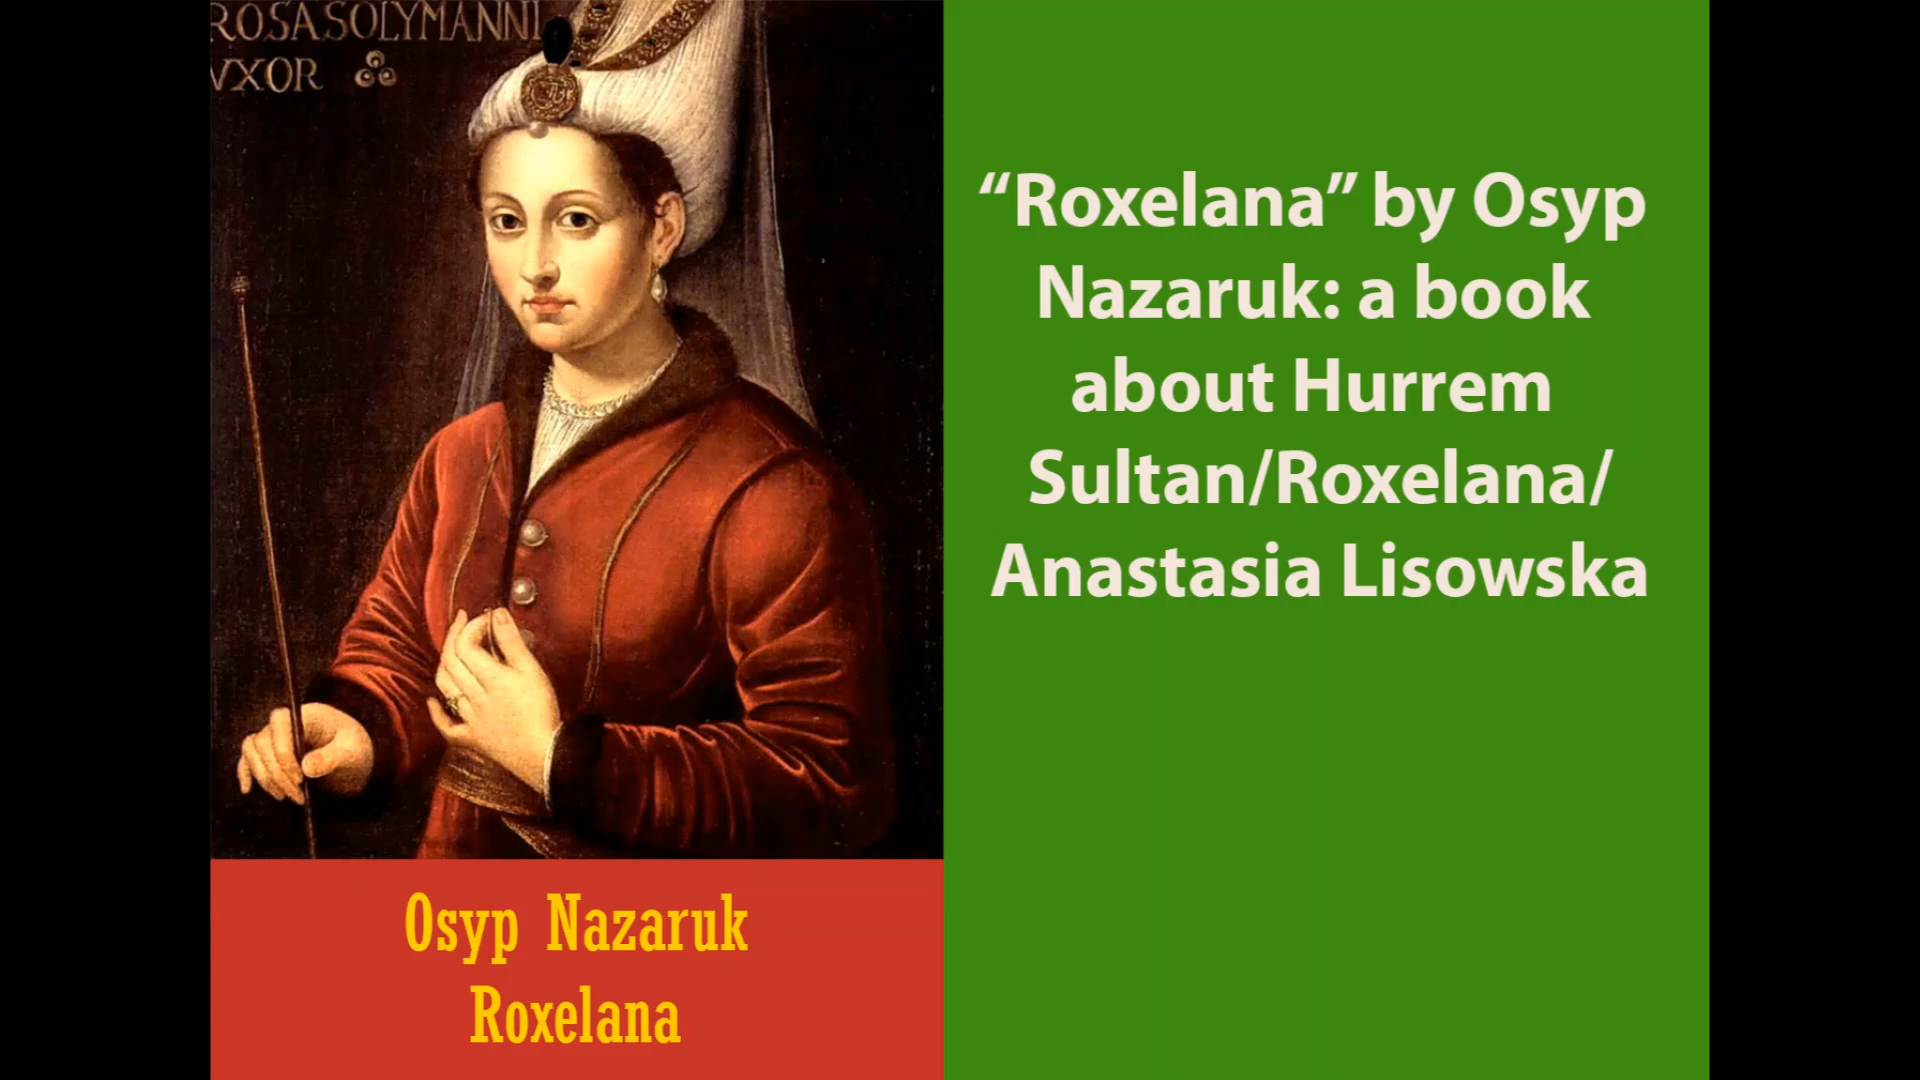 ROSA SOLYMANNI
VXOR
Osyp Nazaruk
Roxelana
“Roxelana” by Osyp
Nazaruk: a book
about Hurrem
Sultan/Roxelana/
Anastasia Lisowska